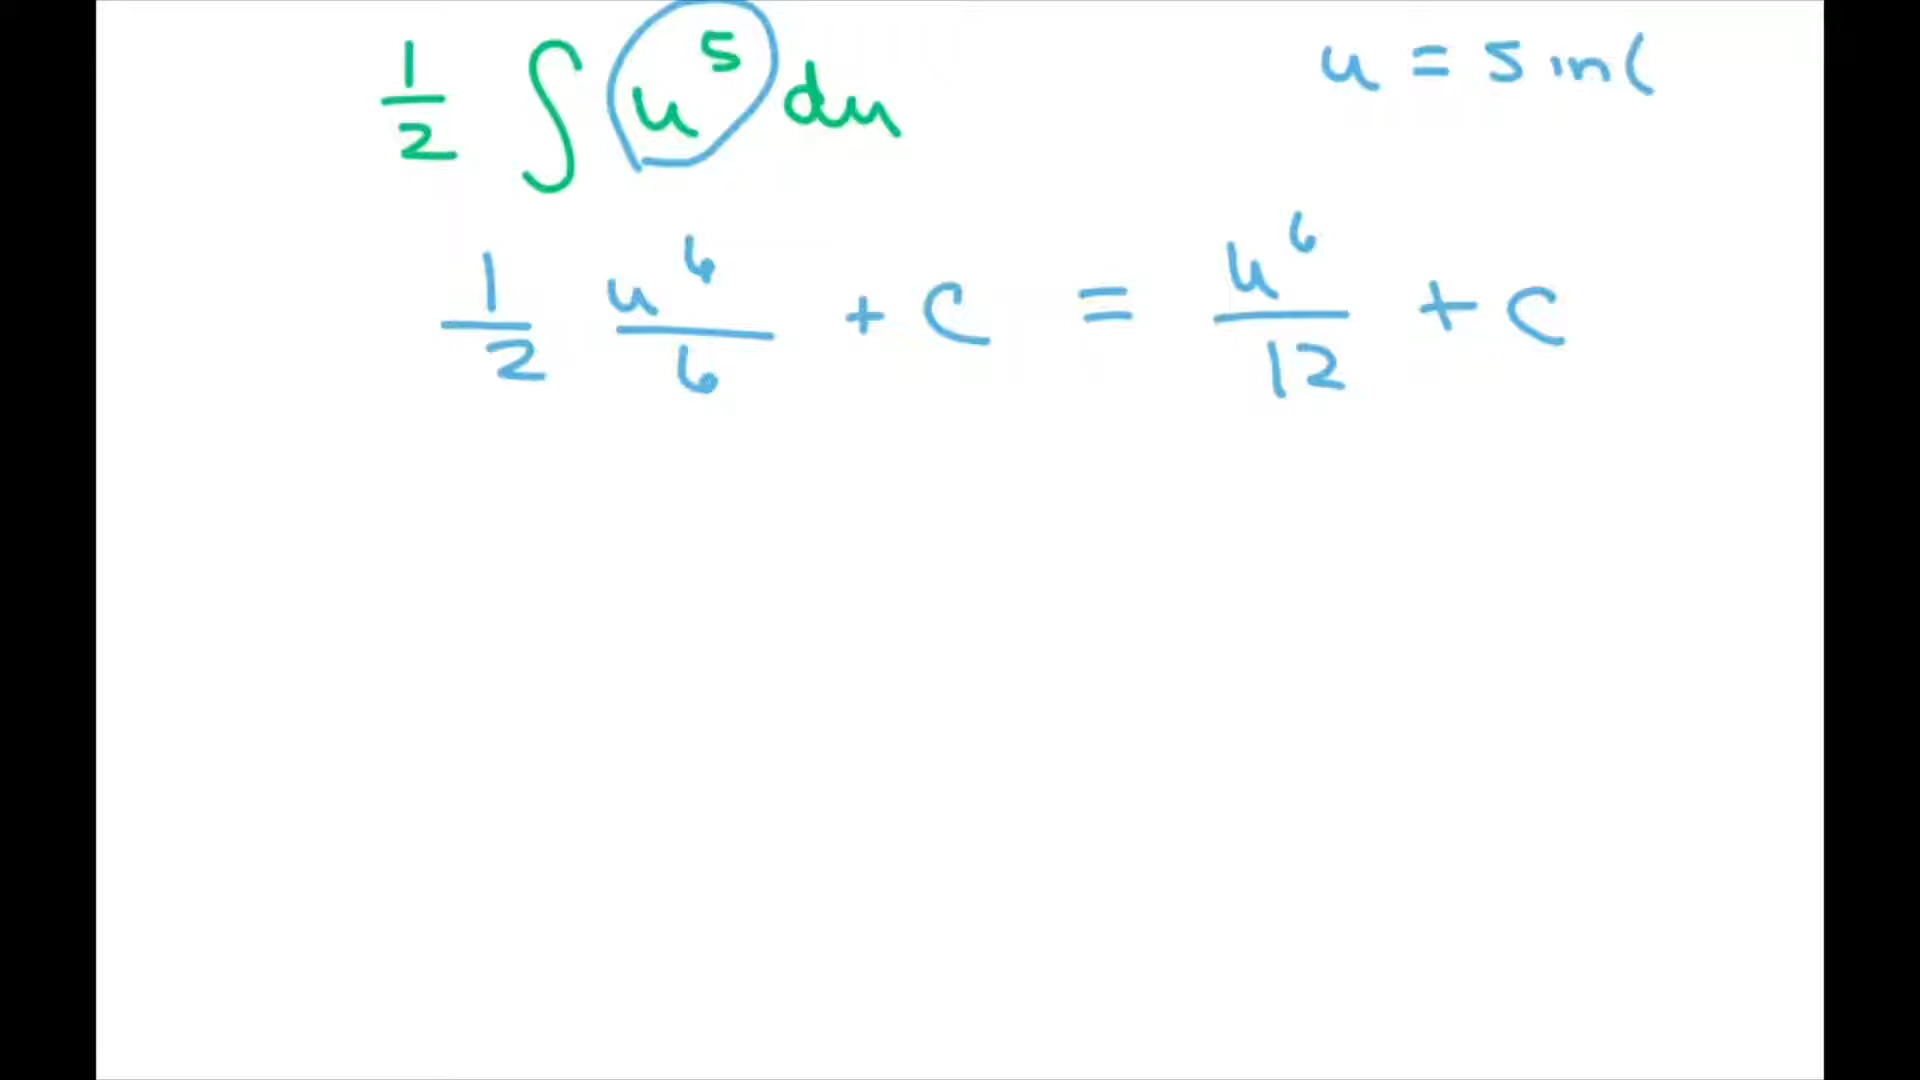 1/2 ∫ u^5 du u = sin(
1/2 u^6/6 + C = u^6/12 + C